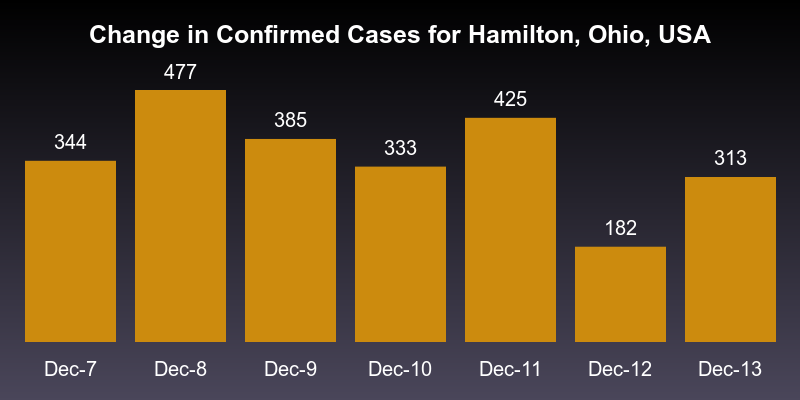 Change in Confirmed Cases for Hamilton, Ohio, USA
344
477
385
333
425
182
313
Dec-7
Dec-8
Dec-9
Dec-10
Dec-11
Dec-12
Dec-13